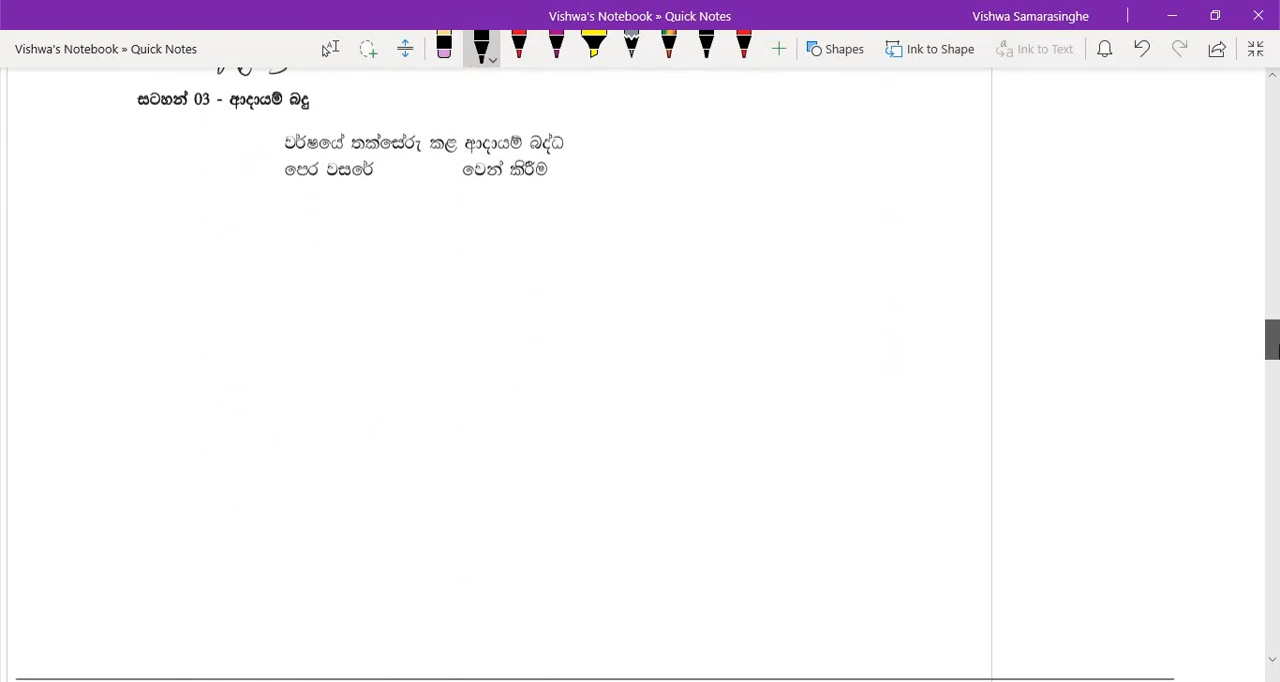 Vishwa's Notebook » Quick Notes
Vishwa Samarasinghe
Vishwa's Notebook » Quick Notes
Shapes
Ink to Shape
Ink to Text
සටහන් 03 - ආදායම් බදු
වර්ෂයේ තක්සේරු කළ ආදායම් බද්ධ
පෙර වසරේ වෙන් කිරීම